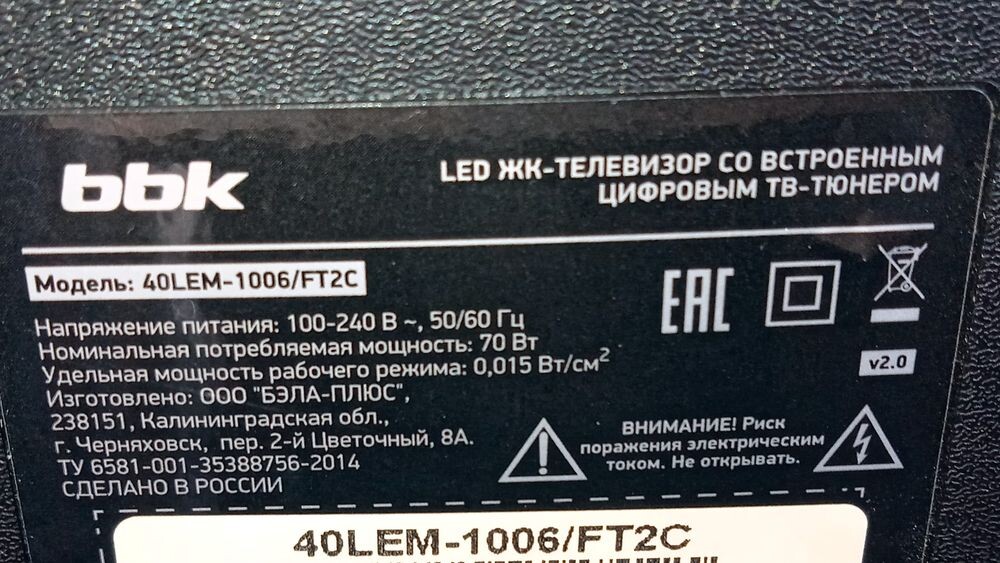 bbk
LED ЖК-ТЕЛЕВИЗОР СО ВСТРОЕННЫМ
ЦИФРОВЫМ ТВ-ТЮНЕРОМ
Модель: 40LEM-1006/FT2C
Напряжение питания: 100-240 В ~, 50/60 Гц
Номинальная потребляемая мощность: 70 Вт
Удельная мощность рабочего режима: 0,015 Вт/см²
Изготовлено: ООО "БЭЛА-ПЛЮС",
238151, Калининградская обл.,
г. Черняховск, пер. 2-й Цветочный, 8А.
ТУ 6581-001-35388756-2014
СДЕЛАНО В РОССИИ
EAC
v2.0
ВНИМАНИЕ! Риск
поражения электрическим
током. Не открывать.
40LEM-1006/FT2C